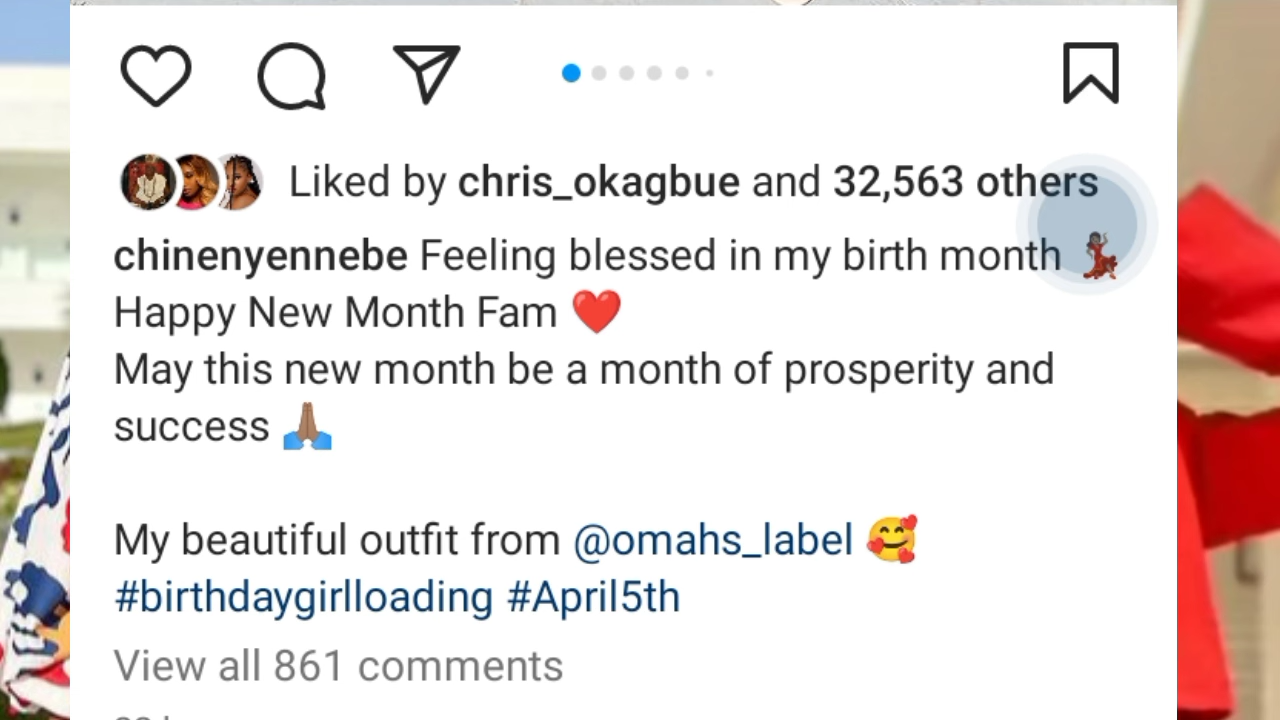 Liked by chris_okagbue and 32,563 others
chinenyennebe Feeling blessed in my birth month 💃🏿
Happy New Month Fam ❤️
May this new month be a month of prosperity and
success 🙏🏽
My beautiful outfit from @omahs_label 🥰
#birthdaygirlloading #April5th
View all 861 comments